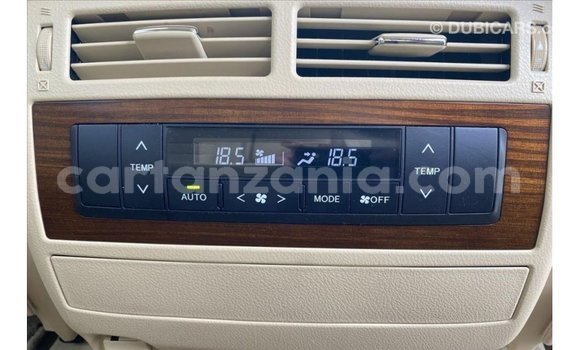 © DUBICARS.c
18.5 18.5
TEMP TEMP
AUTO < > MODE OFF
cartanzania.com